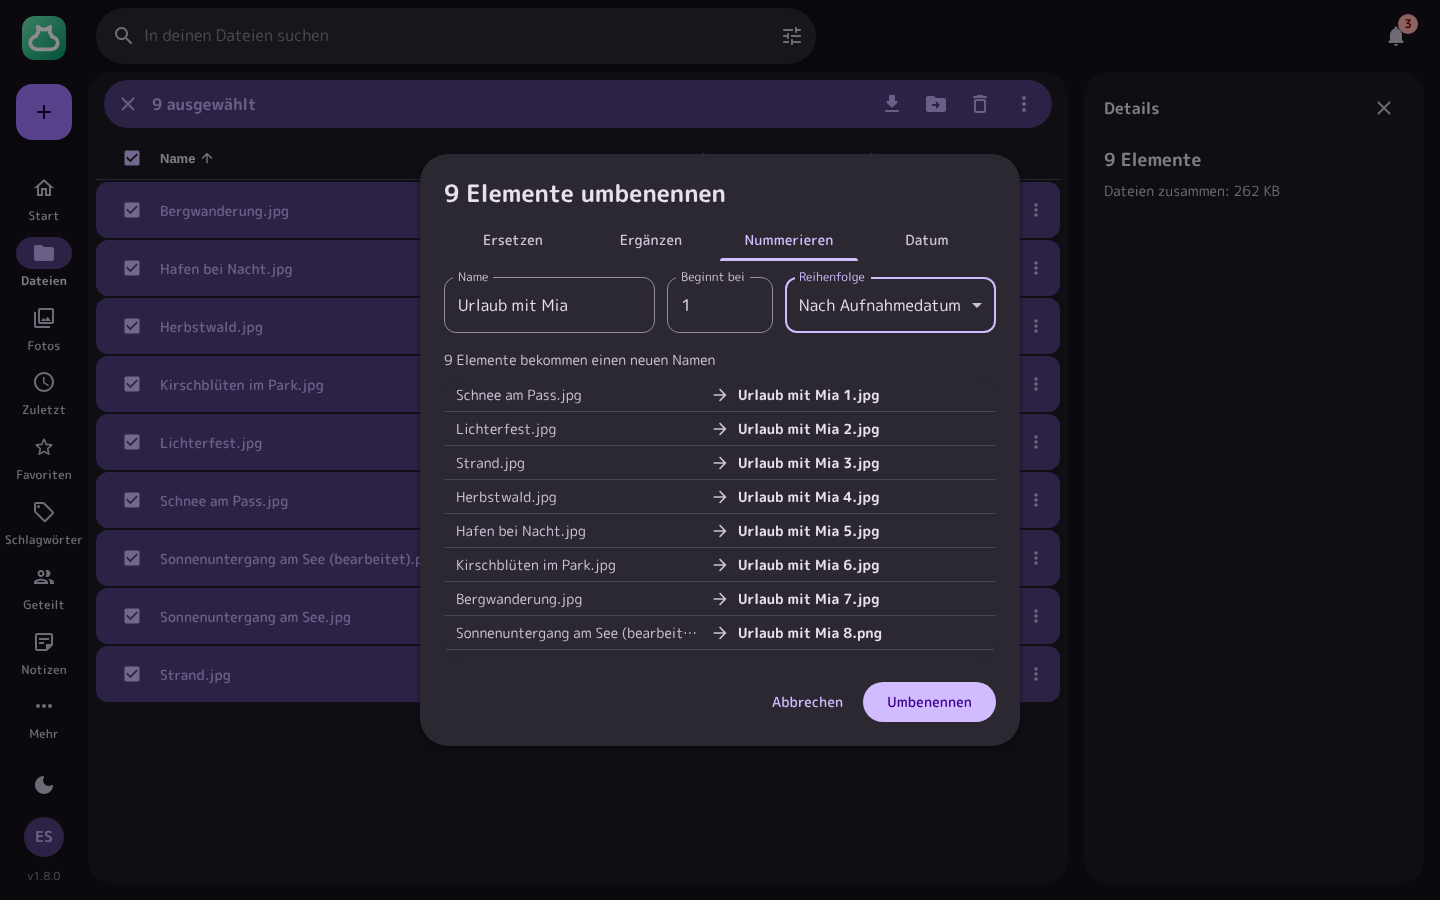 In deinen Dateien suchen
3
9 ausgewählt
Details
Name
9 Elemente
Dateien zusammen: 262 KB
Start
Dateien
Fotos
Zuletzt
Favoriten
Schlagwörter
Geteilt
Notizen
Mehr
ES
v1.8.0
Bergwanderung.jpg
Hafen bei Nacht.jpg
Herbstwald.jpg
Kirschblüten im Park.jpg
Lichterfest.jpg
Schnee am Pass.jpg
Sonnenuntergang am See (bearbeitet).p
Sonnenuntergang am See.jpg
Strand.jpg
9 Elemente umbenennen
Ersetzen Ergänzen Nummerieren Datum
Name Beginnt bei Reihenfolge
Urlaub mit Mia 1 Nach Aufnahmedatum
9 Elemente bekommen einen neuen Namen
Schnee am Pass.jpg → Urlaub mit Mia 1.jpg
Lichterfest.jpg → Urlaub mit Mia 2.jpg
Strand.jpg → Urlaub mit Mia 3.jpg
Herbstwald.jpg → Urlaub mit Mia 4.jpg
Hafen bei Nacht.jpg → Urlaub mit Mia 5.jpg
Kirschblüten im Park.jpg → Urlaub mit Mia 6.jpg
Bergwanderung.jpg → Urlaub mit Mia 7.jpg
Sonnenuntergang am See (bearbeit… → Urlaub mit Mia 8.png
Abbrechen Umbenennen